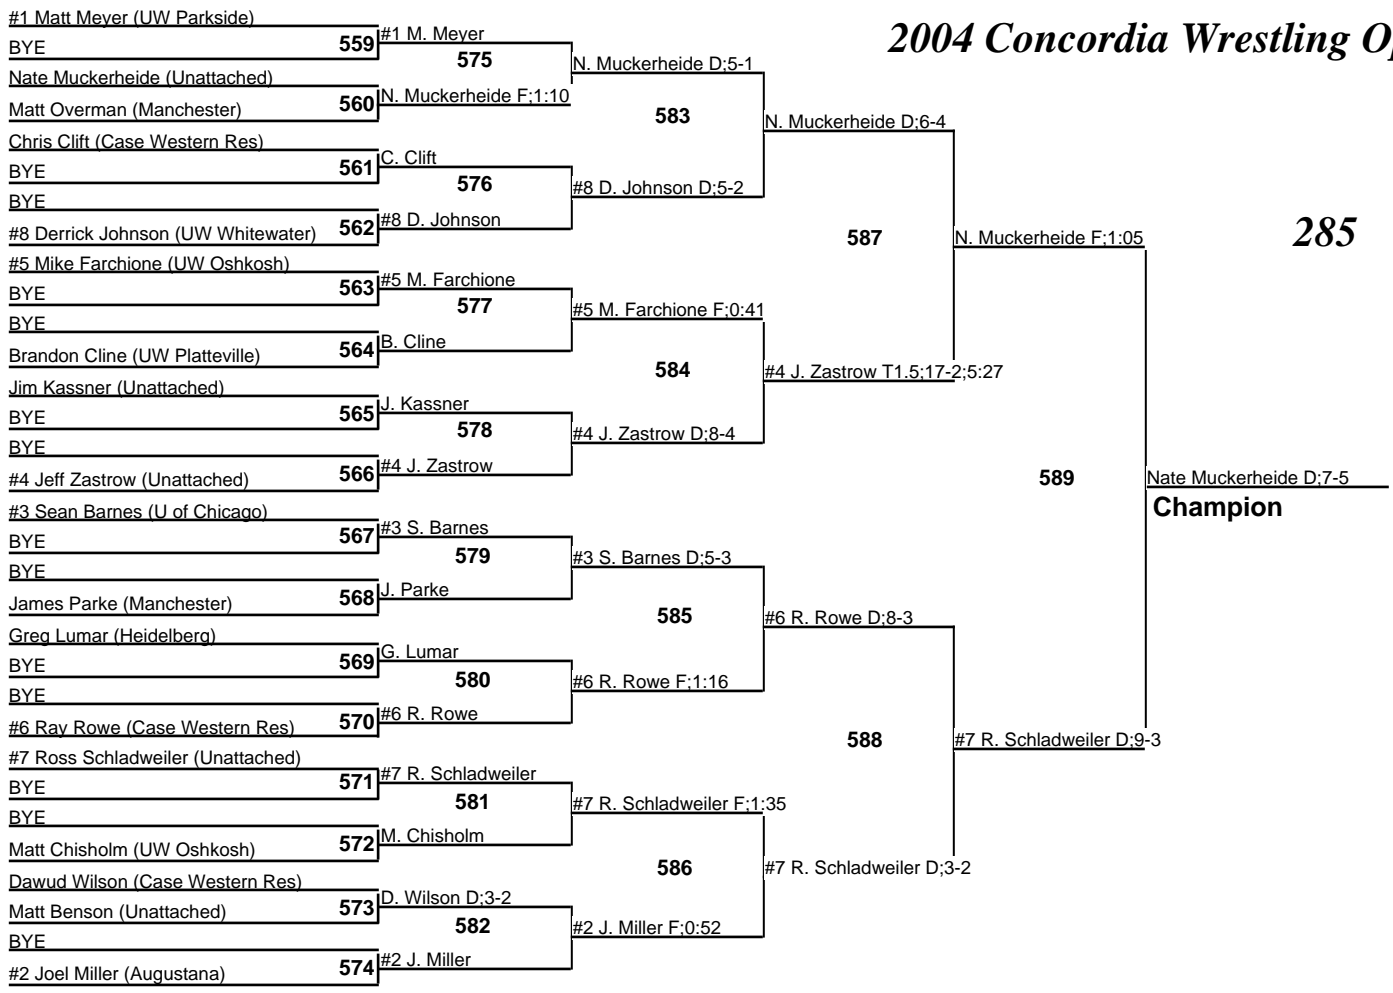 2004 Concordia Wrestling Op
285
#1 Matt Meyer (UW Parkside)
BYE
Nate Muckerheide (Unattached)
Matt Overman (Manchester)
Chris Clift (Case Western Res)
BYE
BYE
#8 Derrick Johnson (UW Whitewater)
#5 Mike Farchione (UW Oshkosh)
BYE
BYE
Brandon Cline (UW Platteville)
Jim Kassner (Unattached)
BYE
BYE
#4 Jeff Zastrow (Unattached)
#3 Sean Barnes (U of Chicago)
BYE
BYE
James Parke (Manchester)
Greg Lumar (Heidelberg)
BYE
BYE
#6 Ray Rowe (Case Western Res)
#7 Ross Schladweiler (Unattached)
BYE
BYE
Matt Chisholm (UW Oshkosh)
Dawud Wilson (Case Western Res)
Matt Benson (Unattached)
BYE
#2 Joel Miller (Augustana)
559
560
561
562
563
564
565
566
567
568
569
570
571
572
573
574
#1 M. Meyer
575
N. Muckerheide F;1:10
C. Clift
576
#8 D. Johnson
#5 M. Farchione
577
B. Cline
J. Kassner
578
#4 J. Zastrow
#3 S. Barnes
579
J. Parke
G. Lumar
580
#6 R. Rowe
#7 R. Schladweiler
581
M. Chisholm
D. Wilson D;3-2
582
#2 J. Miller
N. Muckerheide D;5-1
583
#8 D. Johnson D;5-2
#5 M. Farchione F;0:41
584
#4 J. Zastrow D;8-4
#3 S. Barnes D;5-3
585
#6 R. Rowe F;1:16
#7 R. Schladweiler F;1:35
586
#2 J. Miller F;0:52
N. Muckerheide D;6-4
587
#4 J. Zastrow T1.5;17-2;5:27
#6 R. Rowe D;8-3
588
#7 R. Schladweiler D;3-2
N. Muckerheide F;1:05
589
#7 R. Schladweiler D;9-3
Nate Muckerheide D;7-5
Champion